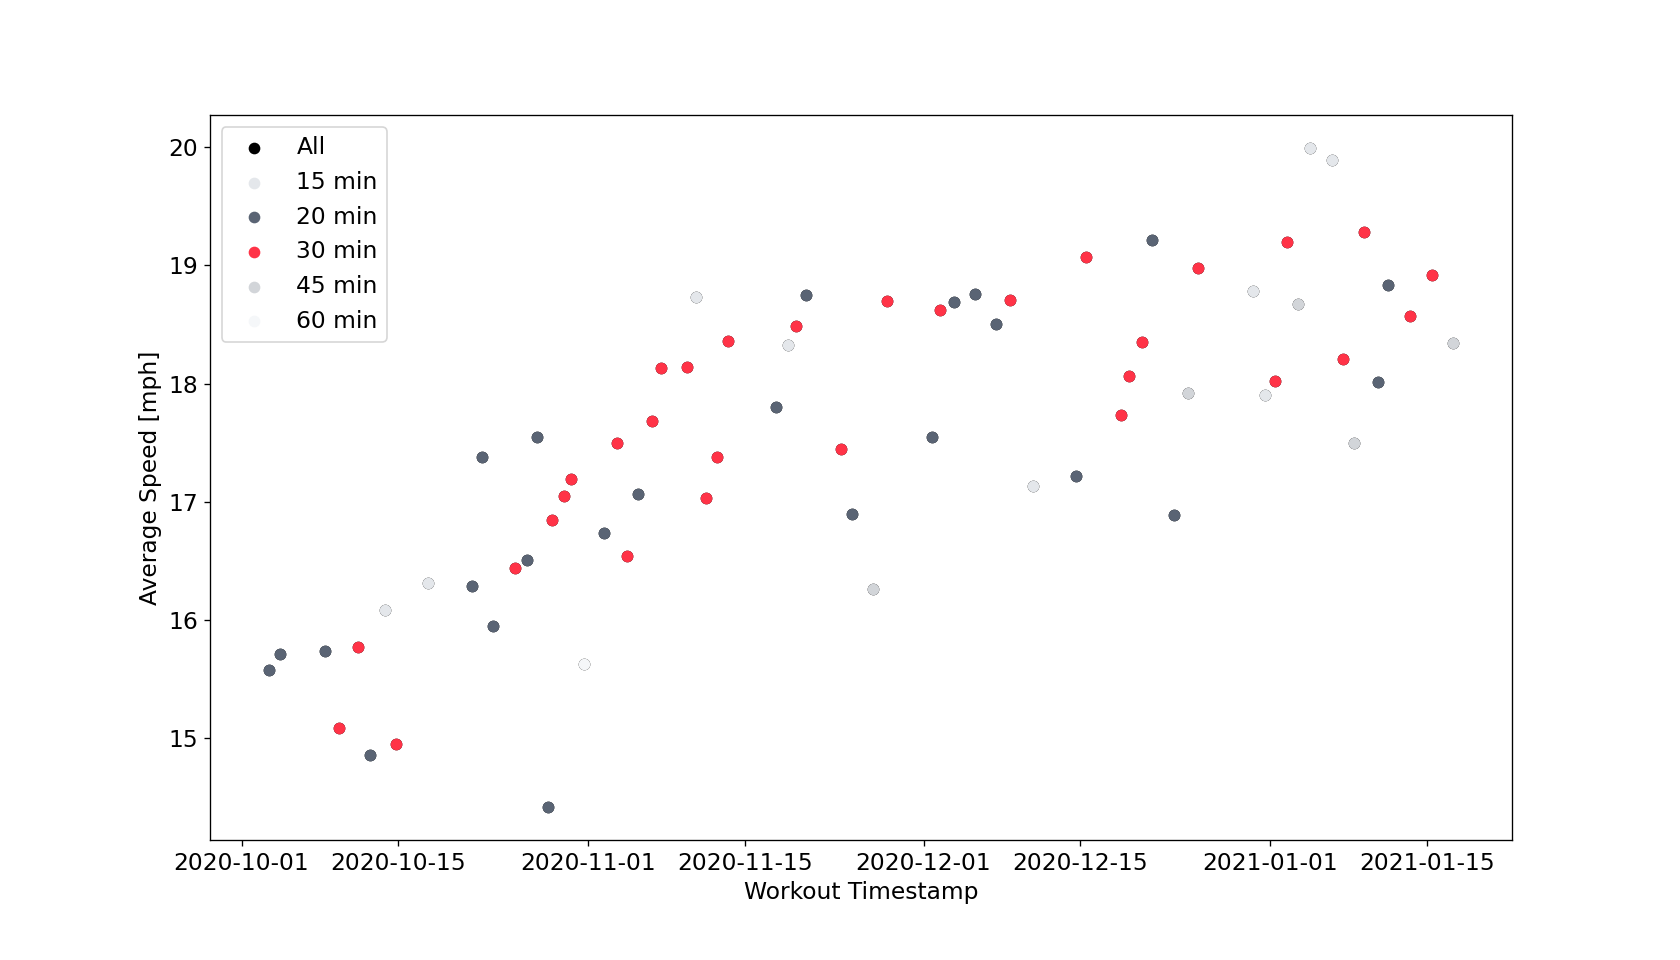 All
15 min
20 min
30 min
45 min
60 min
20
19
18
17
16
15
Average Speed [mph]
2020-10-01 2020-10-15 2020-11-01 2020-11-15 2020-12-01 2020-12-15 2021-01-01 2021-01-15
Workout Timestamp